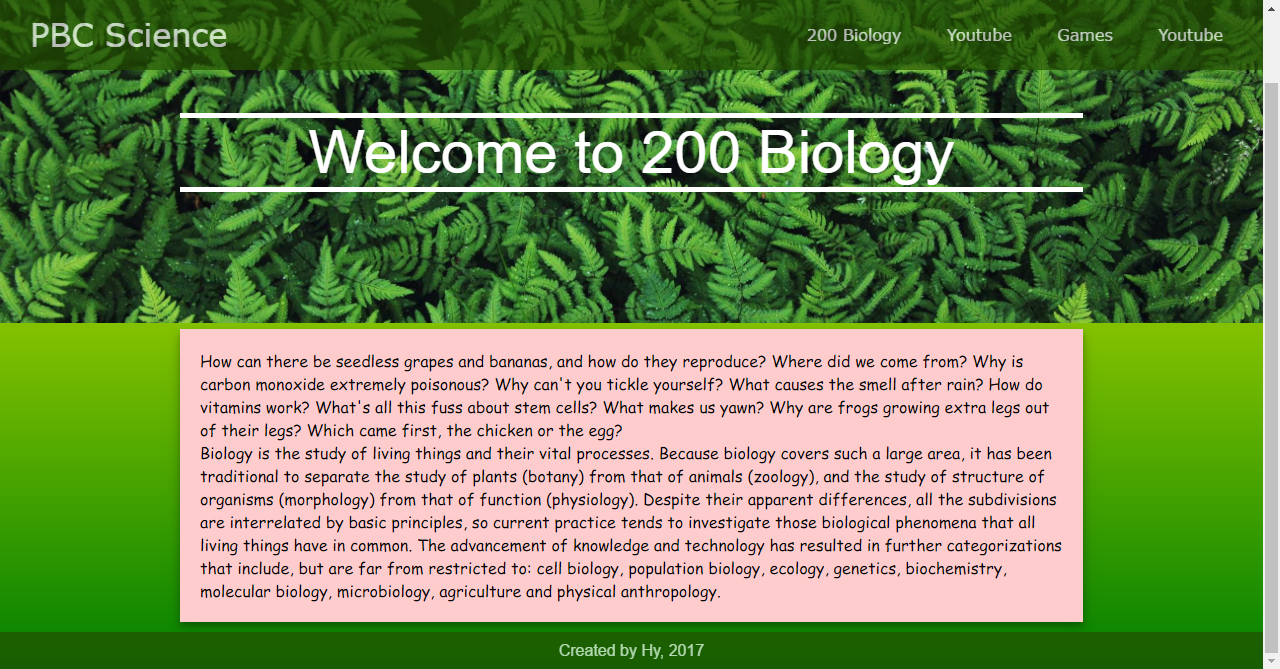 PBC Science
200 Biology Youtube Games Youtube
Welcome to 200 Biology
How can there be seedless grapes and bananas, and how do they reproduce? Where did we come from? Why is
carbon monoxide extremely poisonous? Why can't you tickle yourself? What causes the smell after rain? How do
vitamins work? What's all this fuss about stem cells? What makes us yawn? Why are frogs growing extra legs out
of their legs? Which came first, the chicken or the egg?
Biology is the study of living things and their vital processes. Because biology covers such a large area, it has been
traditional to separate the study of plants (botany) from that of animals (zoology), and the study of structure of
organisms (morphology) from that of function (physiology). Despite their apparent differences, all the subdivisions
are interrelated by basic principles, so current practice tends to investigate those biological phenomena that all
living things have in common. The advancement of knowledge and technology has resulted in further categorizations
that include, but are far from restricted to: cell biology, population biology, ecology, genetics, biochemistry,
molecular biology, microbiology, agriculture and physical anthropology.
Created by Hy, 2017